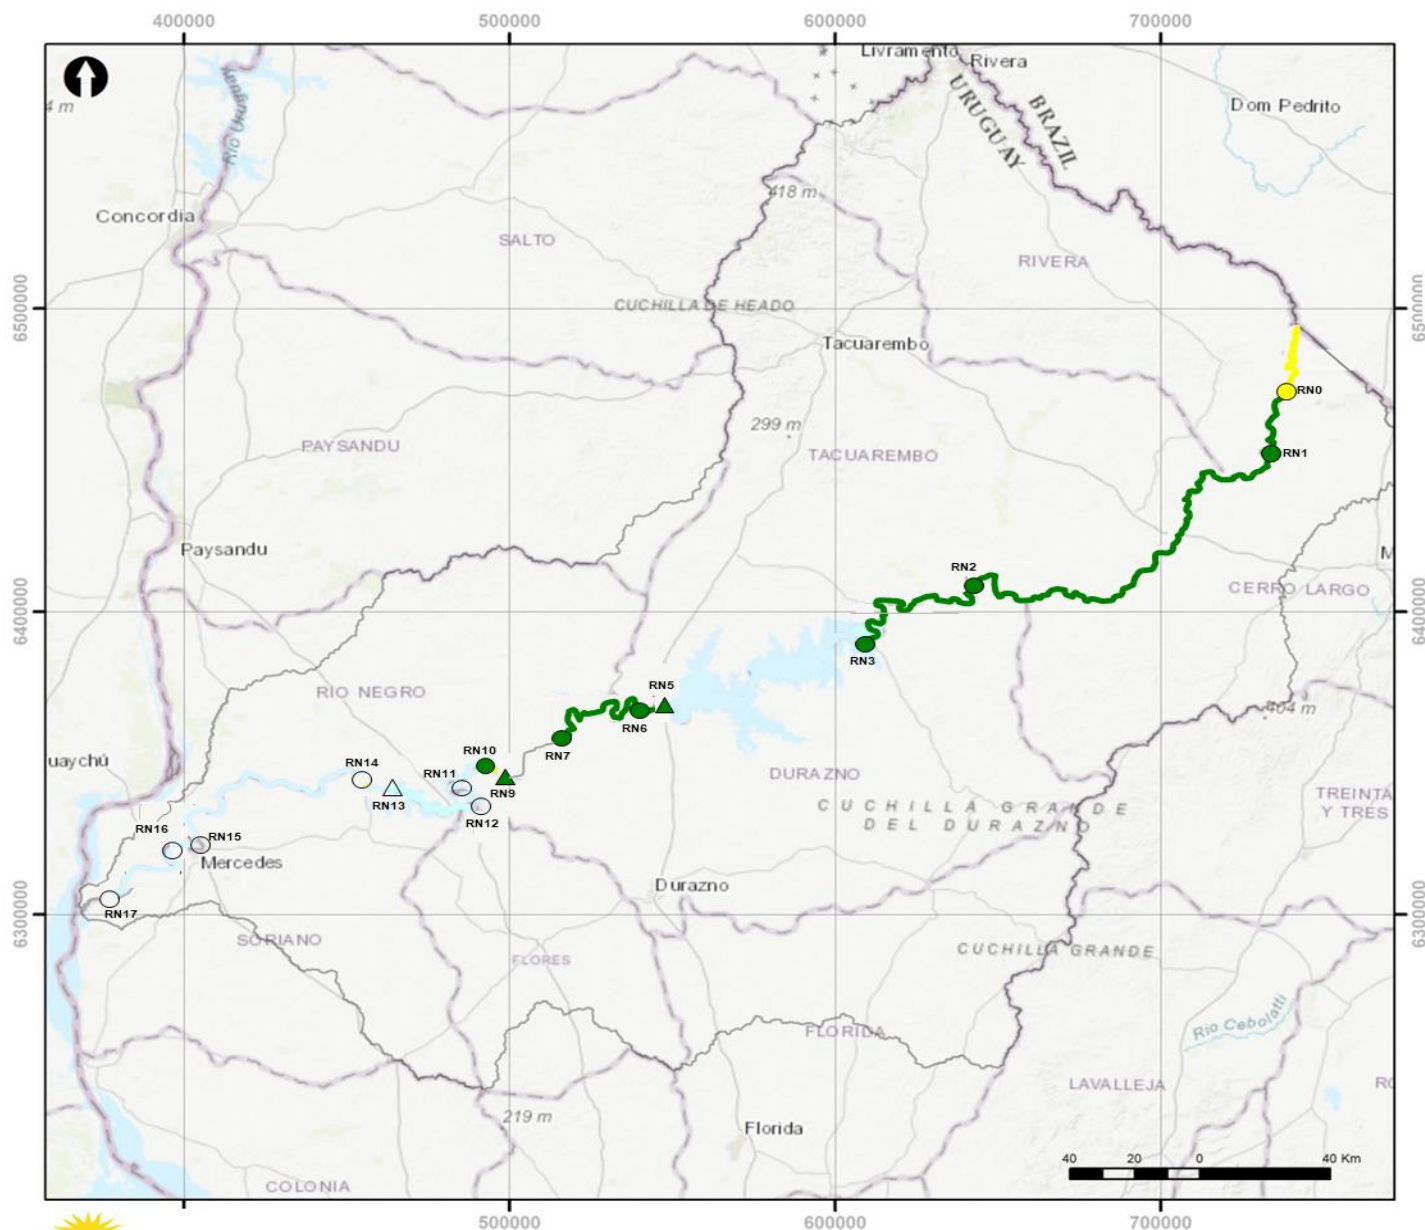 400000
500000
600000
700000
Livramento
Rivera
4 m
Rio Uruguay
URUGUAY
BRAZIL
Dom Pedrito
418 m
Concordia
SALTO
RIVERA
6500000
6500000
CUCHILLA DE HEADO
Tacuarembo
RN0
299 m
PAYSANDU
TACUAREMBO
RN1
Paysandu
M
RN2
CERRO LARGO
6400000
6400000
RN3
RIO NEGRO
RN5
404 m
RN6
RN7
RN10
uaychú
RN14
RN11
DURAZNO
RN13
RN9
TREINTA
Y TRES
CUCHILLA GRANDE
DEL DURAZNO
RN12
RN16
RN15
Mercedes
Durazno
RN17
6300000
6300000
SORIANO
CUCHILLA GRANDE
FLORES
Rio Cebolatti
FLORIDA
LAVALLEJA
RO
219 m
Florida
40 20 0 40 Km
COLONIA
400000
500000
600000
700000